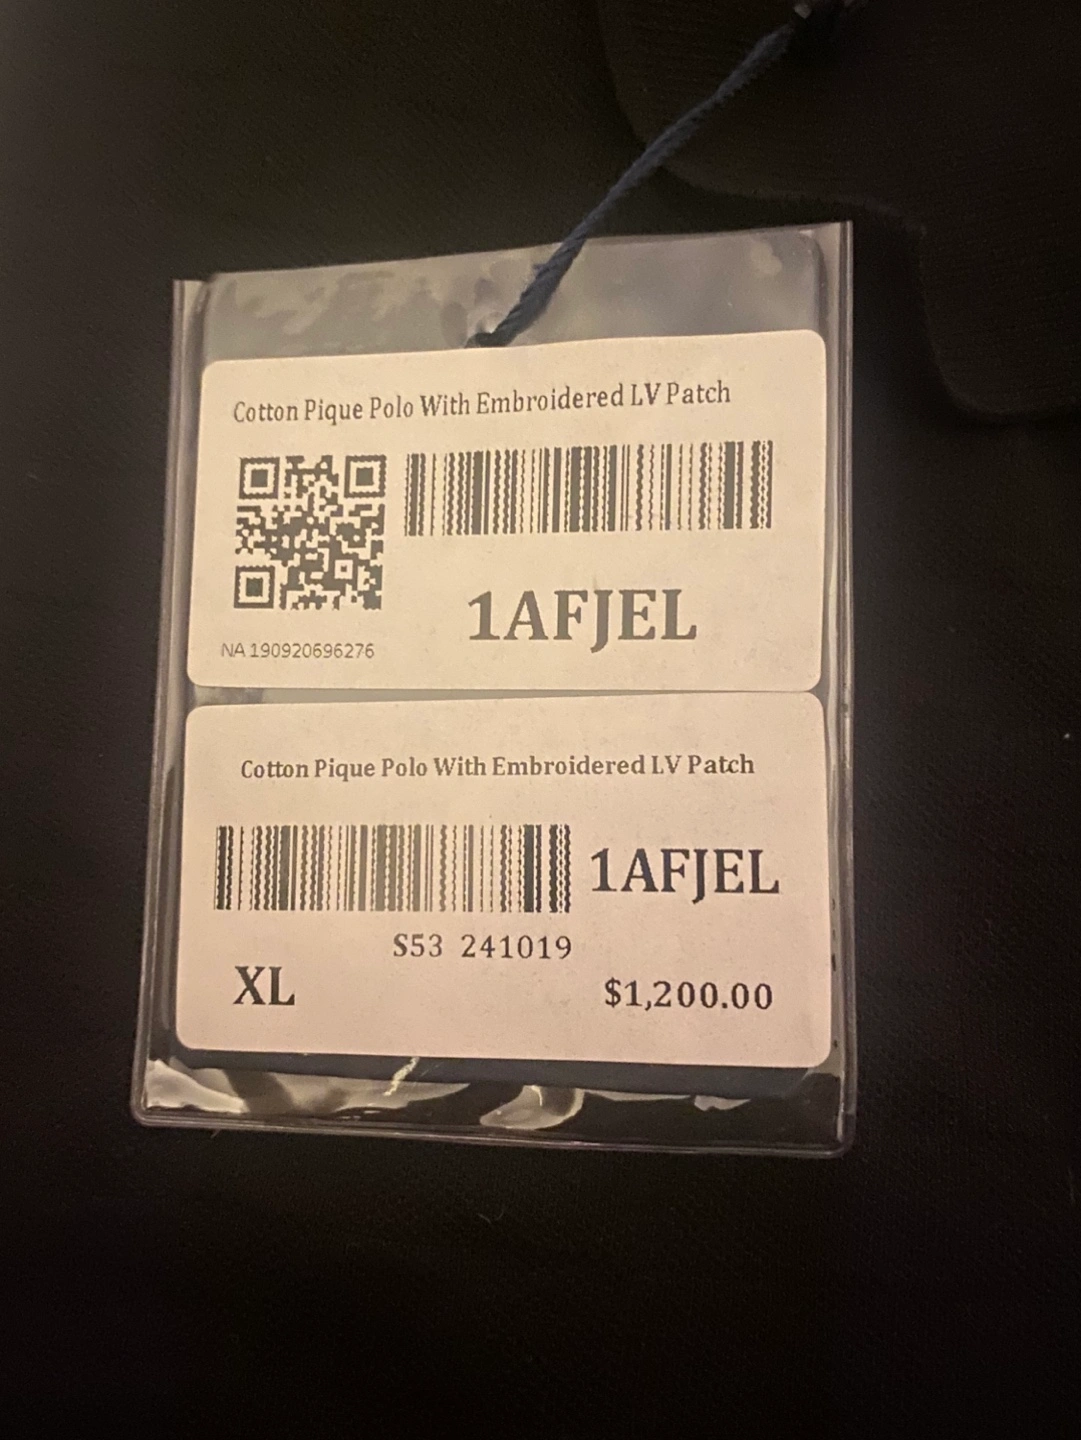 Cotton Pique Polo With Embroidered LV Patch
1AFJEL
NA 190920696276
Cotton Pique Polo With Embroidered LV Patch
1AFJEL
S53 241019
XL
$1,200.00